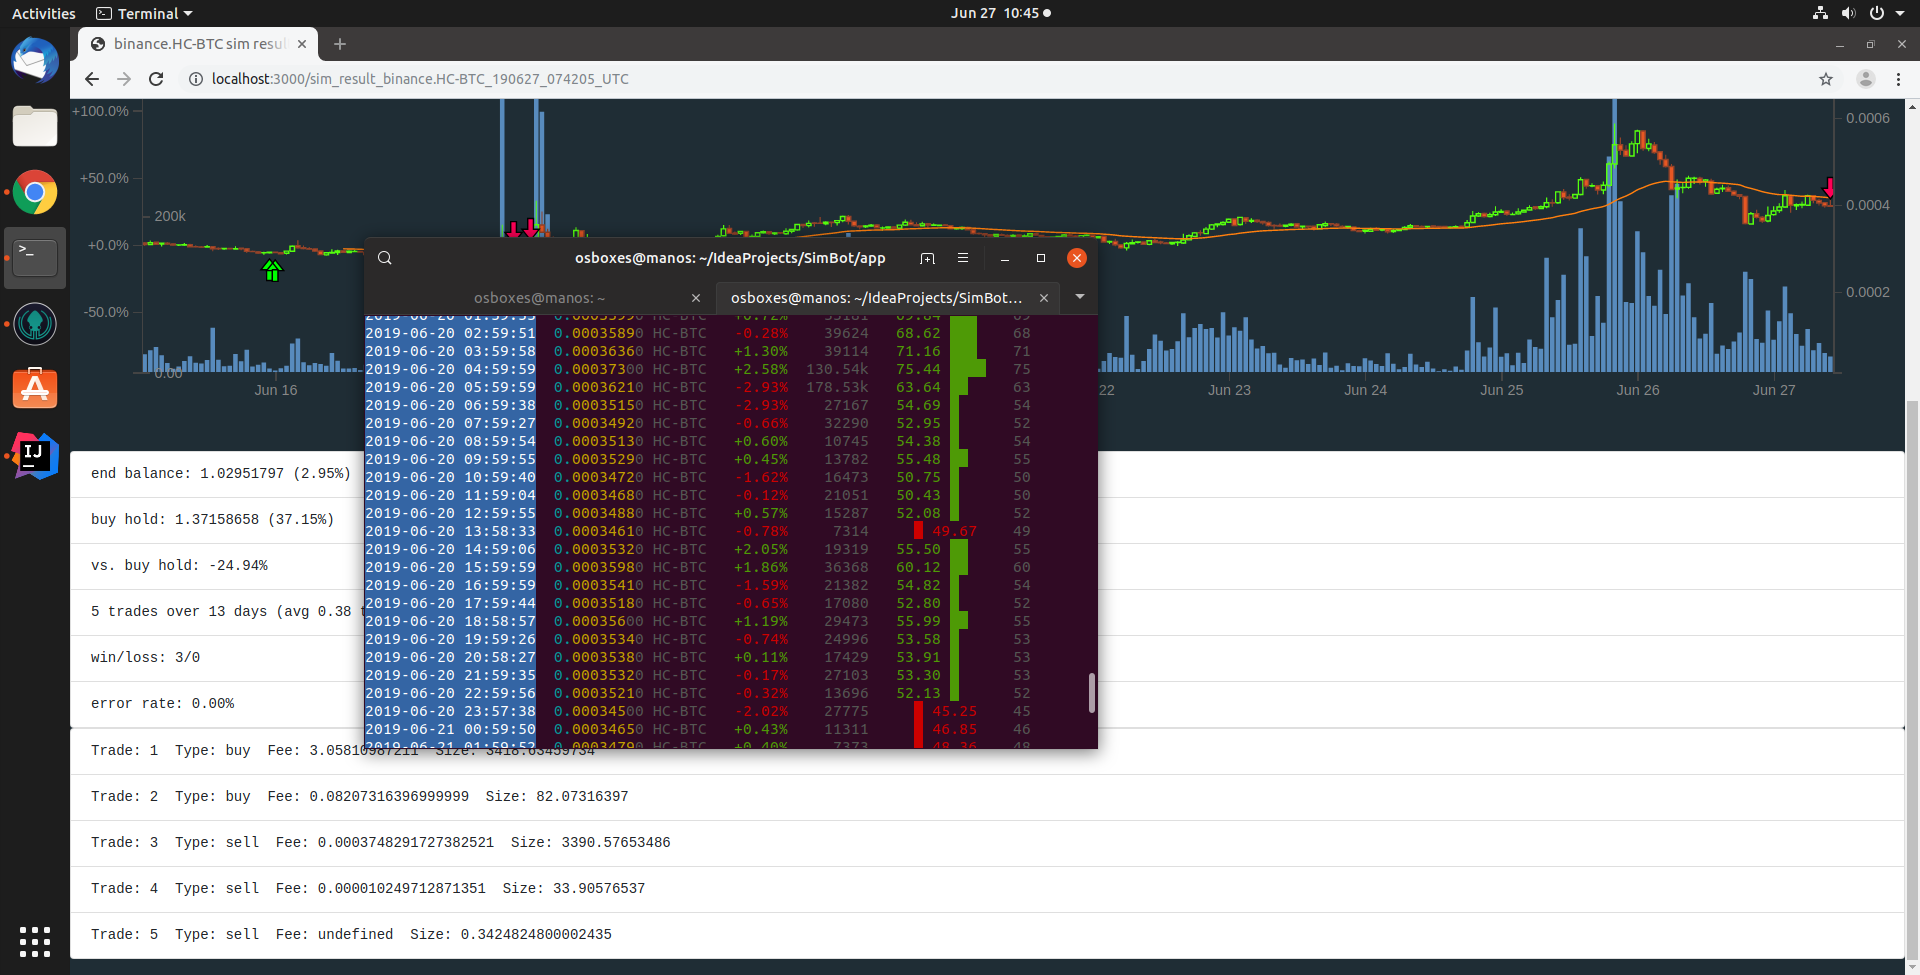 Activities Terminal Jun 27 10:45
binance.HC-BTC sim resul
localhost:3000/sim_result_binance.HC-BTC_190627_074205_UTC
+100.0% 0.0006
+50.0%
200k 0.0004
+0.0%
0.0002
-50.0%
0.00
Jun 16 22 Jun 23 Jun 24 Jun 25 Jun 26 Jun 27
osboxes@manos: ~/IdeaProjects/SimBot/app
osboxes@manos: ~ osboxes@manos: ~/IdeaProjects/SimBot…
2019-06-20 02:59:51 0.00035890 HC-BTC -0.28% 39624 68.62 68
2019-06-20 03:59:58 0.00036360 HC-BTC +1.30% 39114 71.16 71
2019-06-20 04:59:59 0.00037300 HC-BTC +2.58% 130.54k 75.44 75
2019-06-20 05:59:59 0.00036210 HC-BTC -2.93% 178.53k 63.64 63
2019-06-20 06:59:38 0.00035150 HC-BTC -2.93% 27167 54.69 54
2019-06-20 07:59:27 0.00034920 HC-BTC -0.66% 32290 52.95 52
2019-06-20 08:59:54 0.00035130 HC-BTC +0.60% 10745 54.38 54
2019-06-20 09:59:55 0.00035290 HC-BTC +0.45% 13782 55.48 55
2019-06-20 10:59:40 0.00034720 HC-BTC -1.62% 16473 50.75 50
2019-06-20 11:59:04 0.00034680 HC-BTC -0.12% 21051 50.43 50
2019-06-20 12:59:55 0.00034880 HC-BTC +0.57% 15287 52.08 52
2019-06-20 13:58:33 0.00034610 HC-BTC -0.78% 7314 49.67 49
2019-06-20 14:59:06 0.00035320 HC-BTC +2.05% 19319 55.50 55
2019-06-20 15:59:59 0.00035980 HC-BTC +1.86% 36368 60.12 60
2019-06-20 16:59:59 0.00035410 HC-BTC -1.59% 21382 54.82 54
2019-06-20 17:59:44 0.00035180 HC-BTC -0.65% 17080 52.80 52
2019-06-20 18:58:57 0.00035600 HC-BTC +1.19% 29473 55.99 55
2019-06-20 19:59:26 0.00035340 HC-BTC -0.74% 24996 53.58 53
2019-06-20 20:58:27 0.00035380 HC-BTC +0.11% 17429 53.91 53
2019-06-20 21:59:35 0.00035320 HC-BTC -0.17% 27103 53.30 53
2019-06-20 22:59:56 0.00035210 HC-BTC -0.32% 13696 52.13 52
2019-06-20 23:57:38 0.00034500 HC-BTC -2.02% 27775 45.25 45
2019-06-21 00:59:50 0.00034650 HC-BTC +0.43% 11311 46.85 46
2019-06-21 01:59:52 0.00034790 HC-BTC +0.40% 7373 48.36 48
end balance: 1.02951797 (2.95%)
buy hold: 1.37158658 (37.15%)
vs. buy hold: -24.94%
5 trades over 13 days (avg 0.38 t
win/loss: 3/0
error rate: 0.00%
Trade: 1 Type: buy Fee: 3.05810987211 Size: 3418.63459734
Trade: 2 Type: buy Fee: 0.08207316396999999 Size: 82.07316397
Trade: 3 Type: sell Fee: 0.0003748291727382521 Size: 3390.57653486
Trade: 4 Type: sell Fee: 0.000010249712871351 Size: 33.90576537
Trade: 5 Type: sell Fee: undefined Size: 0.3424824800002435